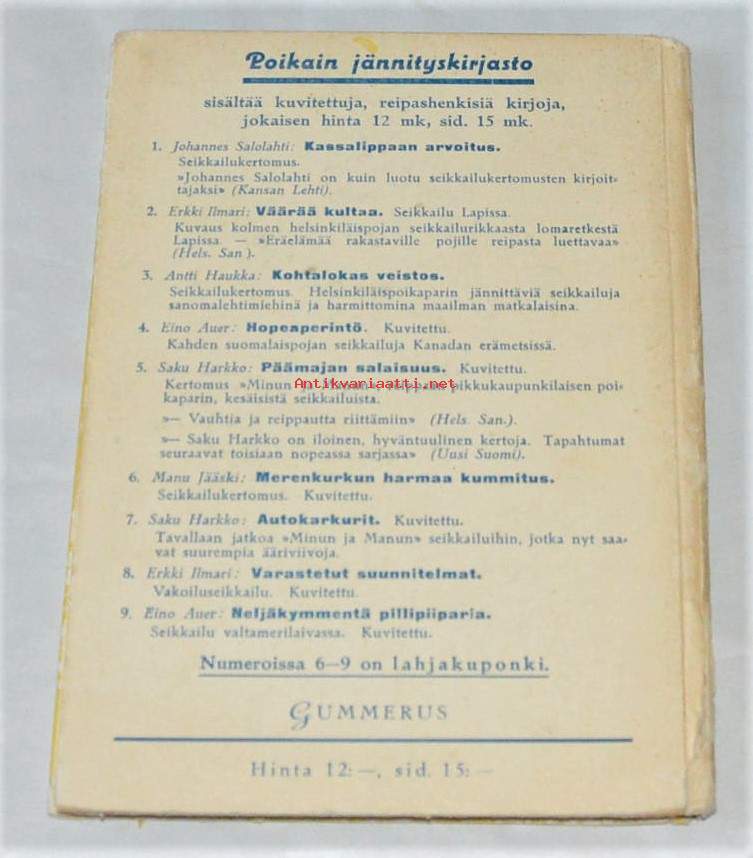 Poikain jännityskirjasto
sisältää kuvitettuja, reipashenkisiä kirjoja,
jokaisen hinta 12 mk, sid. 15 mk.
1. Johannes Salolahti: Kassalippaan arvoitus.
Seikkailukertomus.
»Johannes Salolahti on kuin luotu seikkailukertomusten kirjoit-
tajaksi» (Kansan Lehti).
2. Erkki Ilmari: Väärää kultaa. Seikkailu Lapissa.
Kuvaus kolmen helsinkiläispojan seikkailurikkaasta lomaretkestä
Lapissa. — »Eräelämää rakastaville pojille reipasta luettavaa»
(Hels. San).
3. Antti Haukka: Kohtalokas veistos.
Seikkailukertomus. Helsinkiläispoikaparin jännittäviä seikkailuja
sanomalehtimiehinä ja harmittomina maailman matkalaisina.
4. Eino Auer: Hopeaperintö. Kuvitettu.
Kahden suomalaispojan seikkailuja Kanadan erämetsissä.
5. Saku Harkko: Päämajan salaisuus. Kuvitettu.
Antikvariaatti.net
Kertomus »Minun ja pikkukaupunkilaisen poi-
kaparin, kesäisistä seikkailuista.
»— Vauhtia ja reippautta riittämiin» (Hels. San.).
»— Saku Harkko on iloinen, hyväntuulinen kertoja. Tapahtumat
seuraavat toisiaan nopeassa sarjassa» (Uusi Suomi).
6. Manu Jääski: Merenkurkun harmaa kummitus.
Seikkailukertomus. Kuvitettu.
7. Saku Harkko: Autokarkurit. Kuvitettu.
Tavallaan jatkoa »Minun ja Manun» seikkailuihin, jotka nyt saa-
vat suurempia ääriviivoja.
8. Erkki Ilmari: Varastetut suunnitelmat.
Vakoiluseikkailu. Kuvitettu.
9. Eino Auer: Neljäkymmentä pillipiiparia.
Seikkailu valtamerilaivassa. Kuvitettu.
Numeroissa 6—9 on lahjakuponki.
GUMMERUS
Hinta 12:—, sid. 15:—